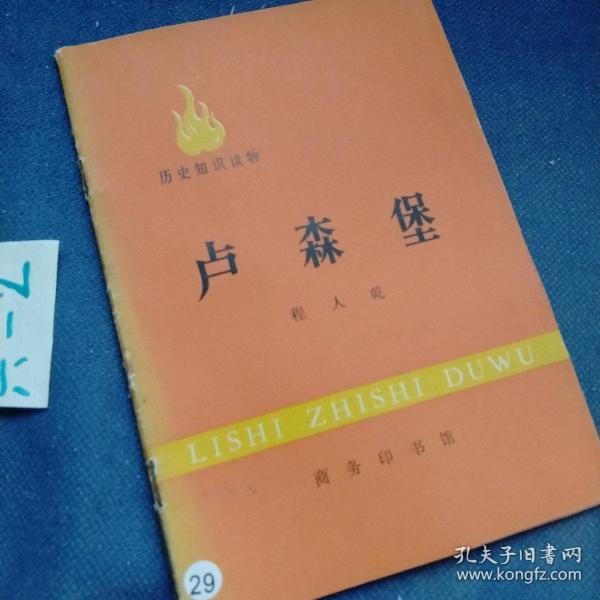 历史知识读物
卢森堡
程人乾
LISHI ZHISHI DUWU
商务印书馆
29
孔夫子旧書网
www.kongfz.com